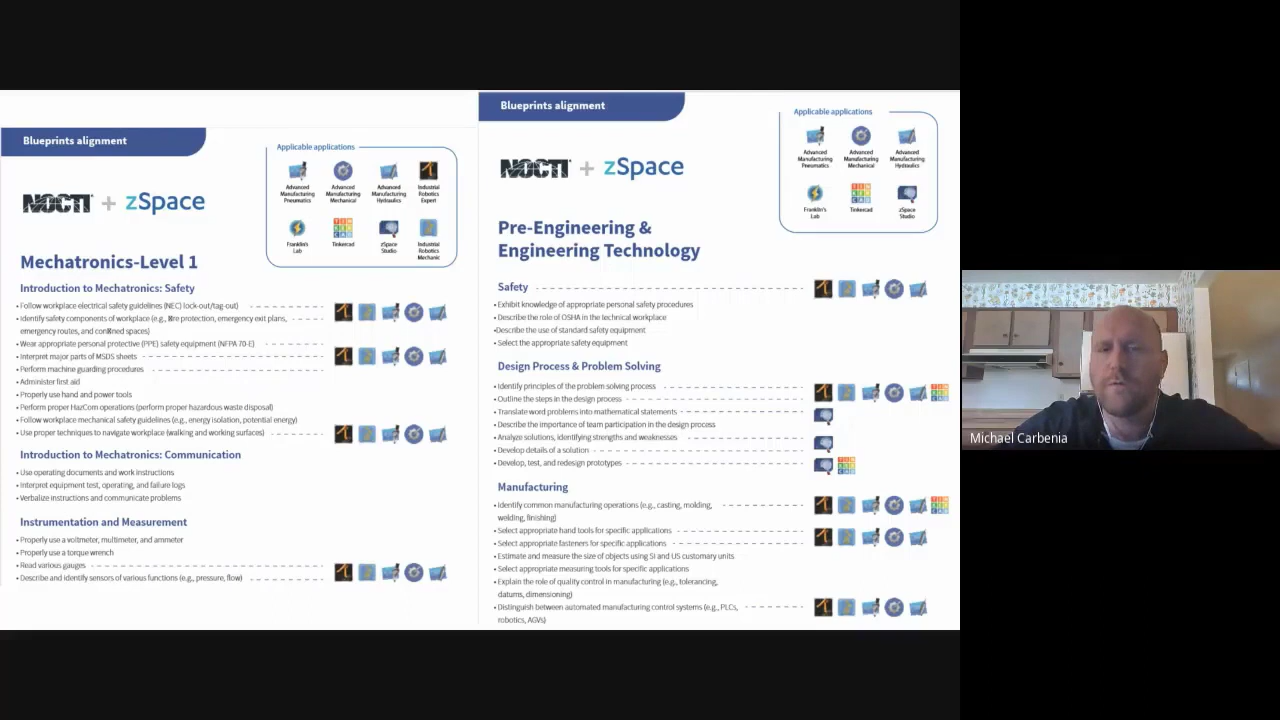 Blueprints alignment
NOCTI + zSpace
Applicable applications
Advanced Manufacturing Pneumatics
Advanced Manufacturing Mechanical
Advanced Manufacturing Hydraulics
Industrial Robotics Expert
Franklin's Lab
Tinkercad
zSpace Studio
Industrial Robotics Mechanic
Mechatronics-Level 1
Introduction to Mechatronics: Safety
• Follow workplace electrical safety guidelines (NEC) lock-out/tag-out)
• Identify safety components of workplace (e.g., re protection, emergency exit plans,
emergency routes, and conned spaces)
• Wear appropriate personal protective (PPE) safety equipment (NFPA 70-E)
• Interpret major parts of MSDS sheets
• Perform machine guarding procedures
• Administer first aid
• Properly use hand and power tools
• Perform proper HazCom operations (perform proper hazardous waste disposal)
• Follow workplace mechanical safety guidelines (e.g., energy isolation, potential energy)
• Use proper techniques to navigate workplace (walking and working surfaces)
Introduction to Mechatronics: Communication
• Use operating documents and work instructions
• Interpret equipment test, operating, and failure logs
• Verbalize instructions and communicate problems
Instrumentation and Measurement
• Properly use a voltmeter, multimeter, and ammeter
• Properly use a torque wrench
• Read various gauges
• Describe and identify sensors of various functions (e.g., pressure, flow)
Blueprints alignment
NOCTI + zSpace
Applicable applications
Advanced Manufacturing Pneumatics
Advanced Manufacturing Mechanical
Advanced Manufacturing Hydraulics
Franklin's Lab
Tinkercad
zSpace Studio
Pre-Engineering &
Engineering Technology
Safety
• Exhibit knowledge of appropriate personal safety procedures
• Describe the role of OSHA in the technical workplace
•Describe the use of standard safety equipment
• Select the appropriate safety equipment
Design Process & Problem Solving
• Identify principles of the problem solving process
• Outline the steps in the design process
• Translate word problems into mathematical statements
• Describe the importance of team participation in the design process
• Analyze solutions, identifying strengths and weaknesses
• Develop details of a solution
• Develop, test, and redesign prototypes
Manufacturing
• Identify common manufacturing operations (e.g., casting, molding,
welding, finishing)
• Select appropriate hand tools for specific applications
• Select appropriate fasteners for specific applications
• Estimate and measure the size of objects using SI and US customary units
• Select appropriate measuring tools for specific applications
• Explain the role of quality control in manufacturing (e.g., tolerancing,
datums, dimensioning)
• Distinguish between automated manufacturing control systems (e.g., PLCs,
robotics, AGVs)
Michael Carbenia